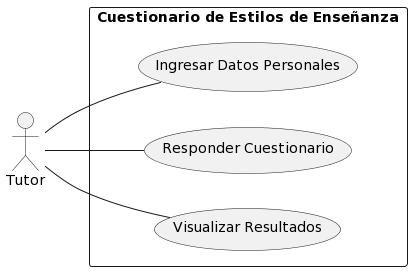 Cuestionario de Estilos de Enseñanza
Ingresar Datos Personales
Responder Cuestionario
Tutor
Visualizar Resultados